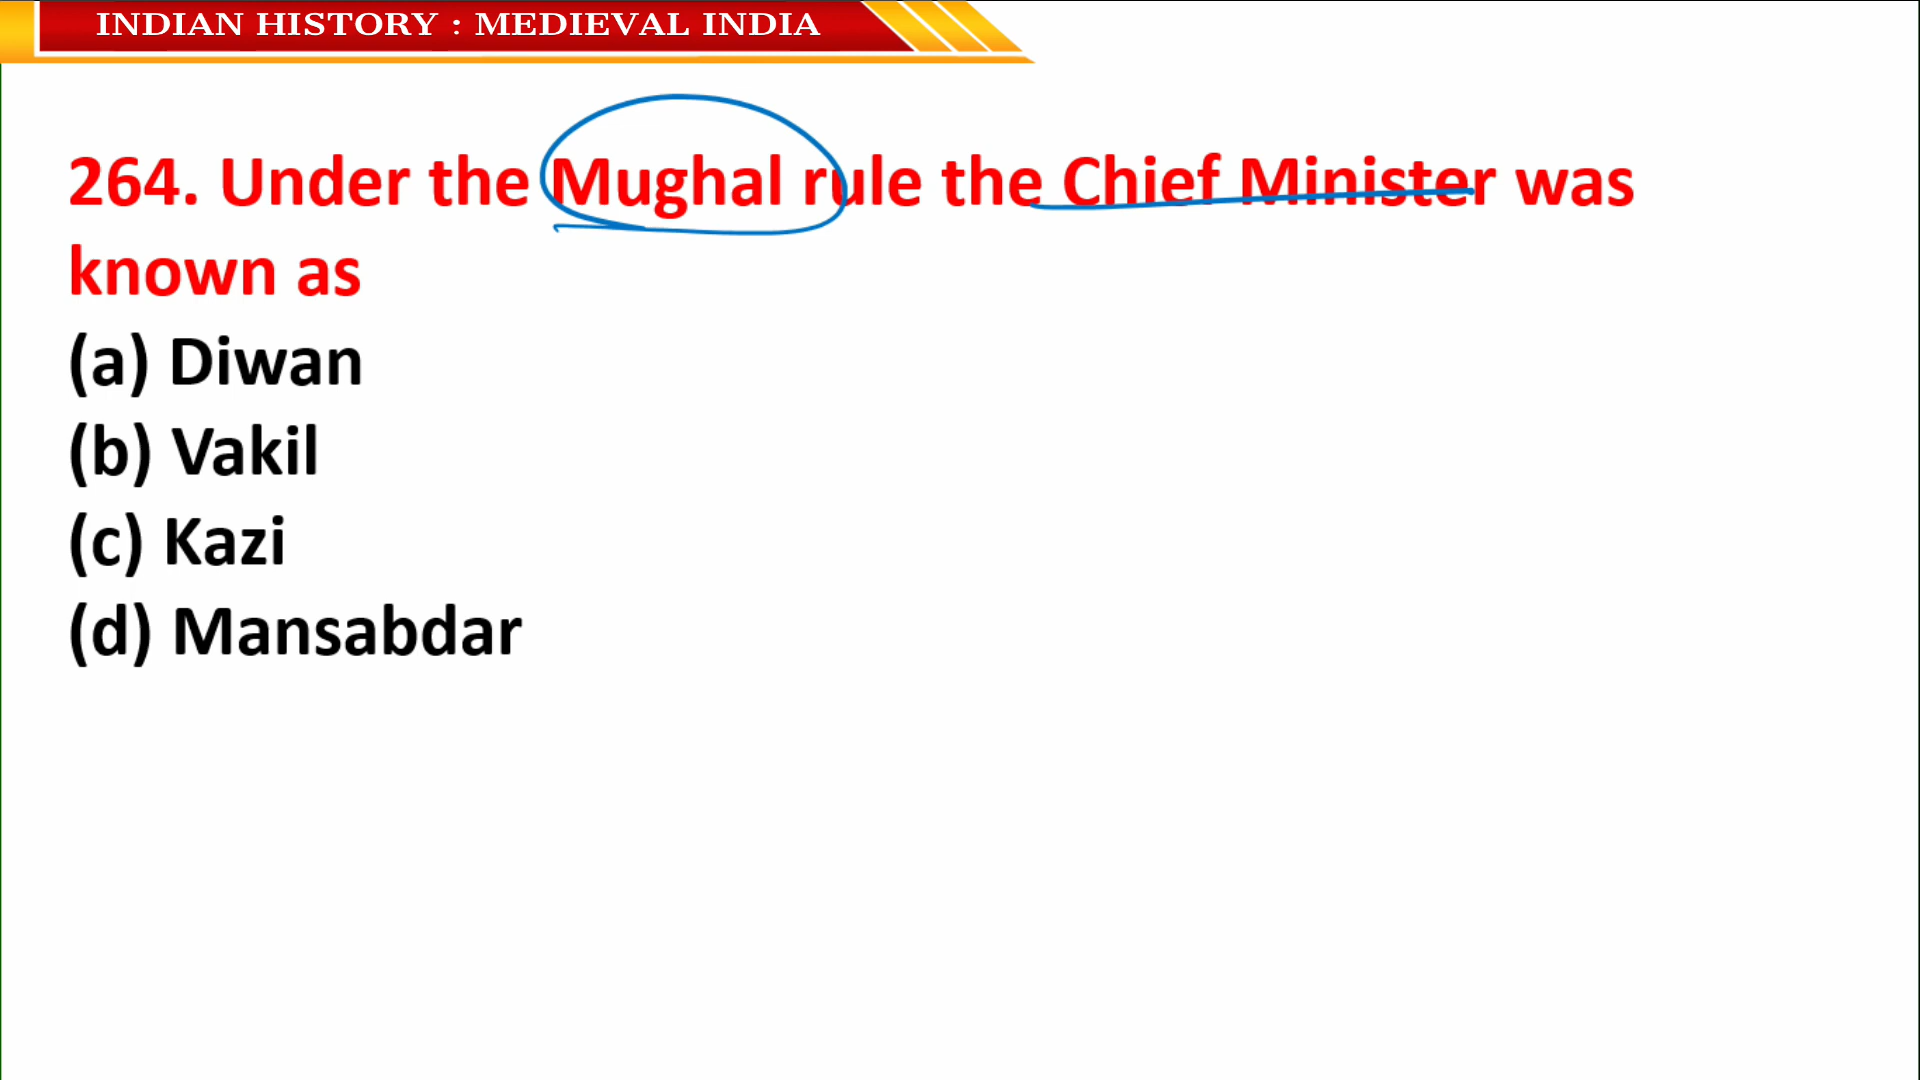 INDIAN HISTORY : MEDIEVAL INDIA
264. Under the Mughal rule the Chief Minister was
known as
(a) Diwan
(b) Vakil
(c) Kazi
(d) Mansabdar